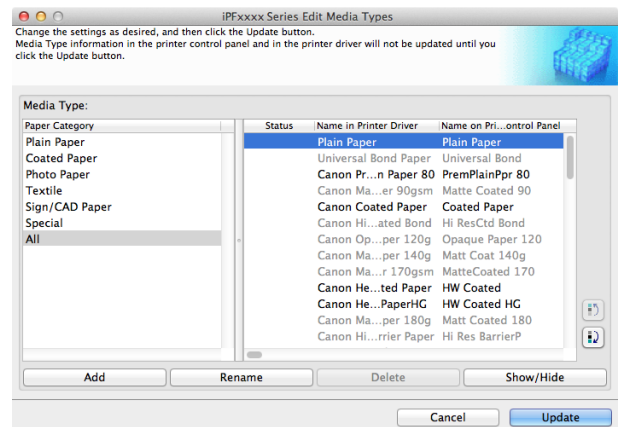 iPFxxxx Series Edit Media Types
Change the settings as desired, and then click the Update button.
Media Type information in the printer control panel and in the printer driver will not be updated until you
click the Update button.
Media Type:
Paper Category
Plain Paper
Coated Paper
Photo Paper
Textile
Sign/CAD Paper
Special
All
Status Name in Printer Driver Name on Pri...ontrol Panel
Plain Paper Plain Paper
Universal Bond Paper Universal Bond
Canon Pr...n Paper 80 PremPlainPpr 80
Canon Ma...er 90gsm Matte Coated 90
Canon Coated Paper Coated Paper
Canon Hi...ated Bond Hi ResCtd Bond
Canon Op...per 120g Opaque Paper 120
Canon Ma...per 140g Matt Coat 140g
Canon Ma...r 170gsm MatteCoated 170
Canon He...ted Paper HW Coated
Canon He...PaperHG HW Coated HG
Canon Ma...per 180g Matt Coated 180
Canon Hi...rrier Paper Hi Res BarrierP
Add Rename Delete Show/Hide
Cancel Update